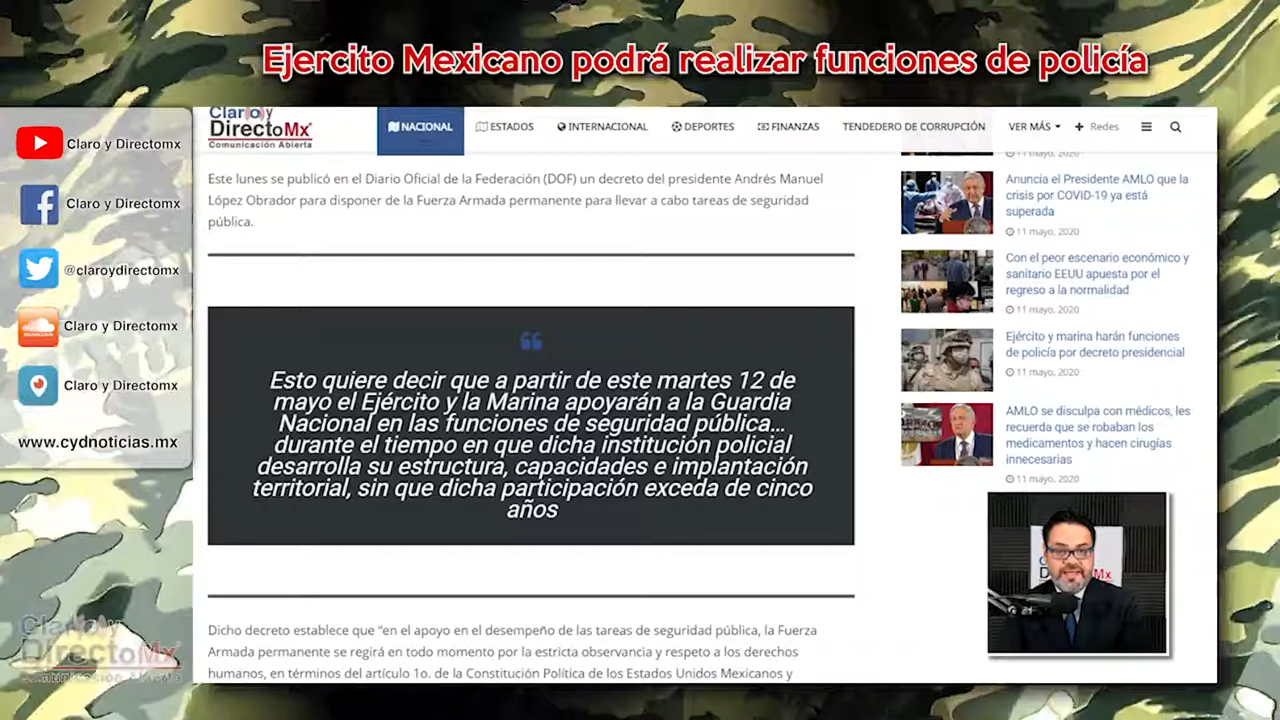 Ejercito Mexicano podrá realizar funciones de policía
Claro y Directomx
Claro y Directomx
@claroydirectomx
Claro y Directomx
Claro y Directomx
www.cydnoticias.mx
Claro y
DirectoMx
Comunicación Abierta
Claro y
DirectoMx
Comunicación Abierta
NACIONAL
ESTADOS
INTERNACIONAL
DEPORTES
FINANZAS
TENDEDERO DE CORRUPCIÓN
VER MÁS
Redes
Este lunes se publicó en el Diario Oficial de la Federación (DOF) un decreto del presidente Andrés Manuel
López Obrador para disponer de la Fuerza Armada permanente para llevar a cabo tareas de seguridad
pública.
Esto quiere decir que a partir de este martes 12 de
mayo el Ejército y la Marina apoyarán a la Guardia
Nacional en las funciones de seguridad pública...
durante el tiempo en que dicha institución policial
desarrolla su estructura, capacidades e implantación
territorial, sin que dicha participación exceda de cinco
años
Dicho decreto establece que “en el apoyo en el desempeño de las tareas de seguridad pública, la Fuerza
Armada permanente se regirá en todo momento por la estricta observancia y respeto a los derechos
humanos, en términos del artículo 1o. de la Constitución Política de los Estados Unidos Mexicanos y
11 mayo, 2020
Anuncia el Presidente AMLO que la
crisis por COVID-19 ya está
superada
11 mayo, 2020
Con el peor escenario económico y
sanitario EEUU apuesta por el
regreso a la normalidad
11 mayo, 2020
Ejército y marina harán funciones
de policía por decreto presidencial
11 mayo, 2020
AMLO se disculpa con médicos, les
recuerda que se robaban los
medicamentos y hacen cirugías
innecesarias
11 mayo, 2020